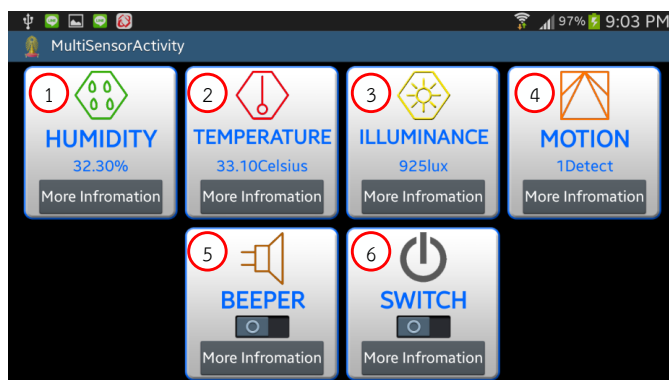 97% 9:03 PM
MultiSensorActivity
1
HUMIDITY
32.30%
More Infromation
2
TEMPERATURE
33.10Celsius
More Infromation
3
ILLUMINANCE
925lux
More Infromation
4
MOTION
1Detect
More Infromation
5
BEEPER
More Infromation
6
SWITCH
More Infromation